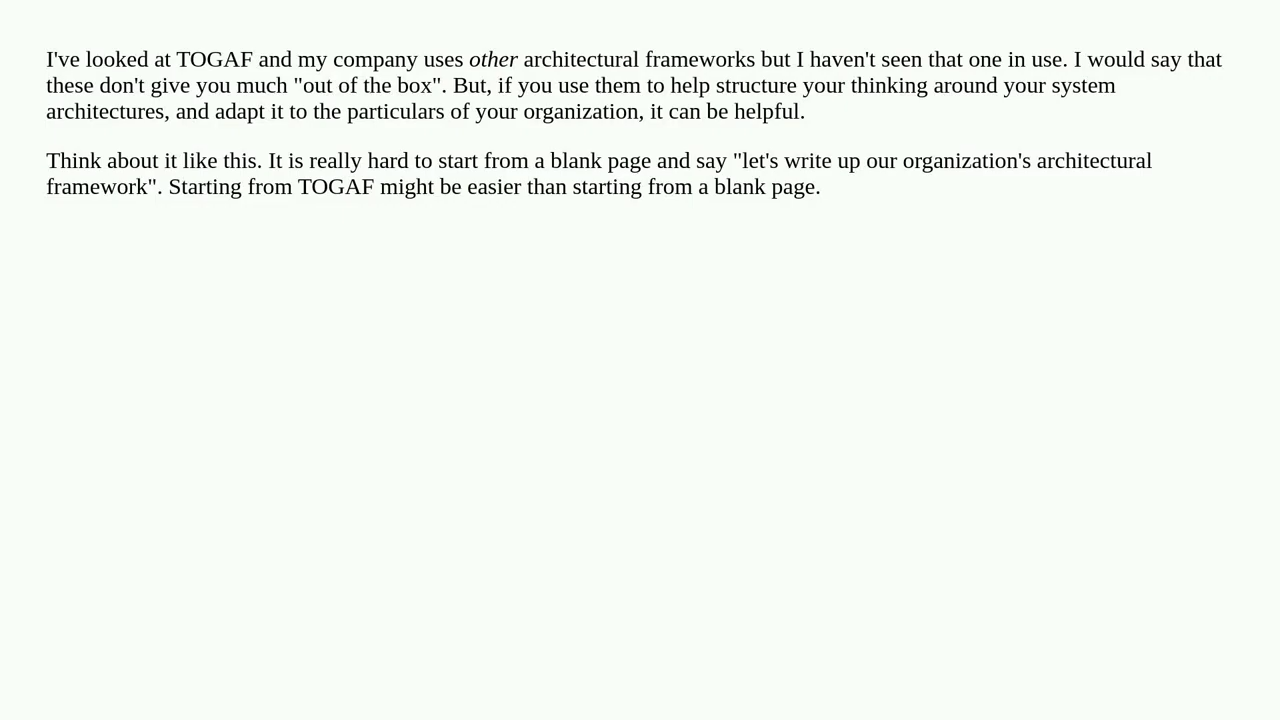 I've looked at TOGAF and my company uses other architectural frameworks but I haven't seen that one in use. I would say that
these don't give you much "out of the box". But, if you use them to help structure your thinking around your system
architectures, and adapt it to the particulars of your organization, it can be helpful.
Think about it like this. It is really hard to start from a blank page and say "let's write up our organization's architectural
framework". Starting from TOGAF might be easier than starting from a blank page.